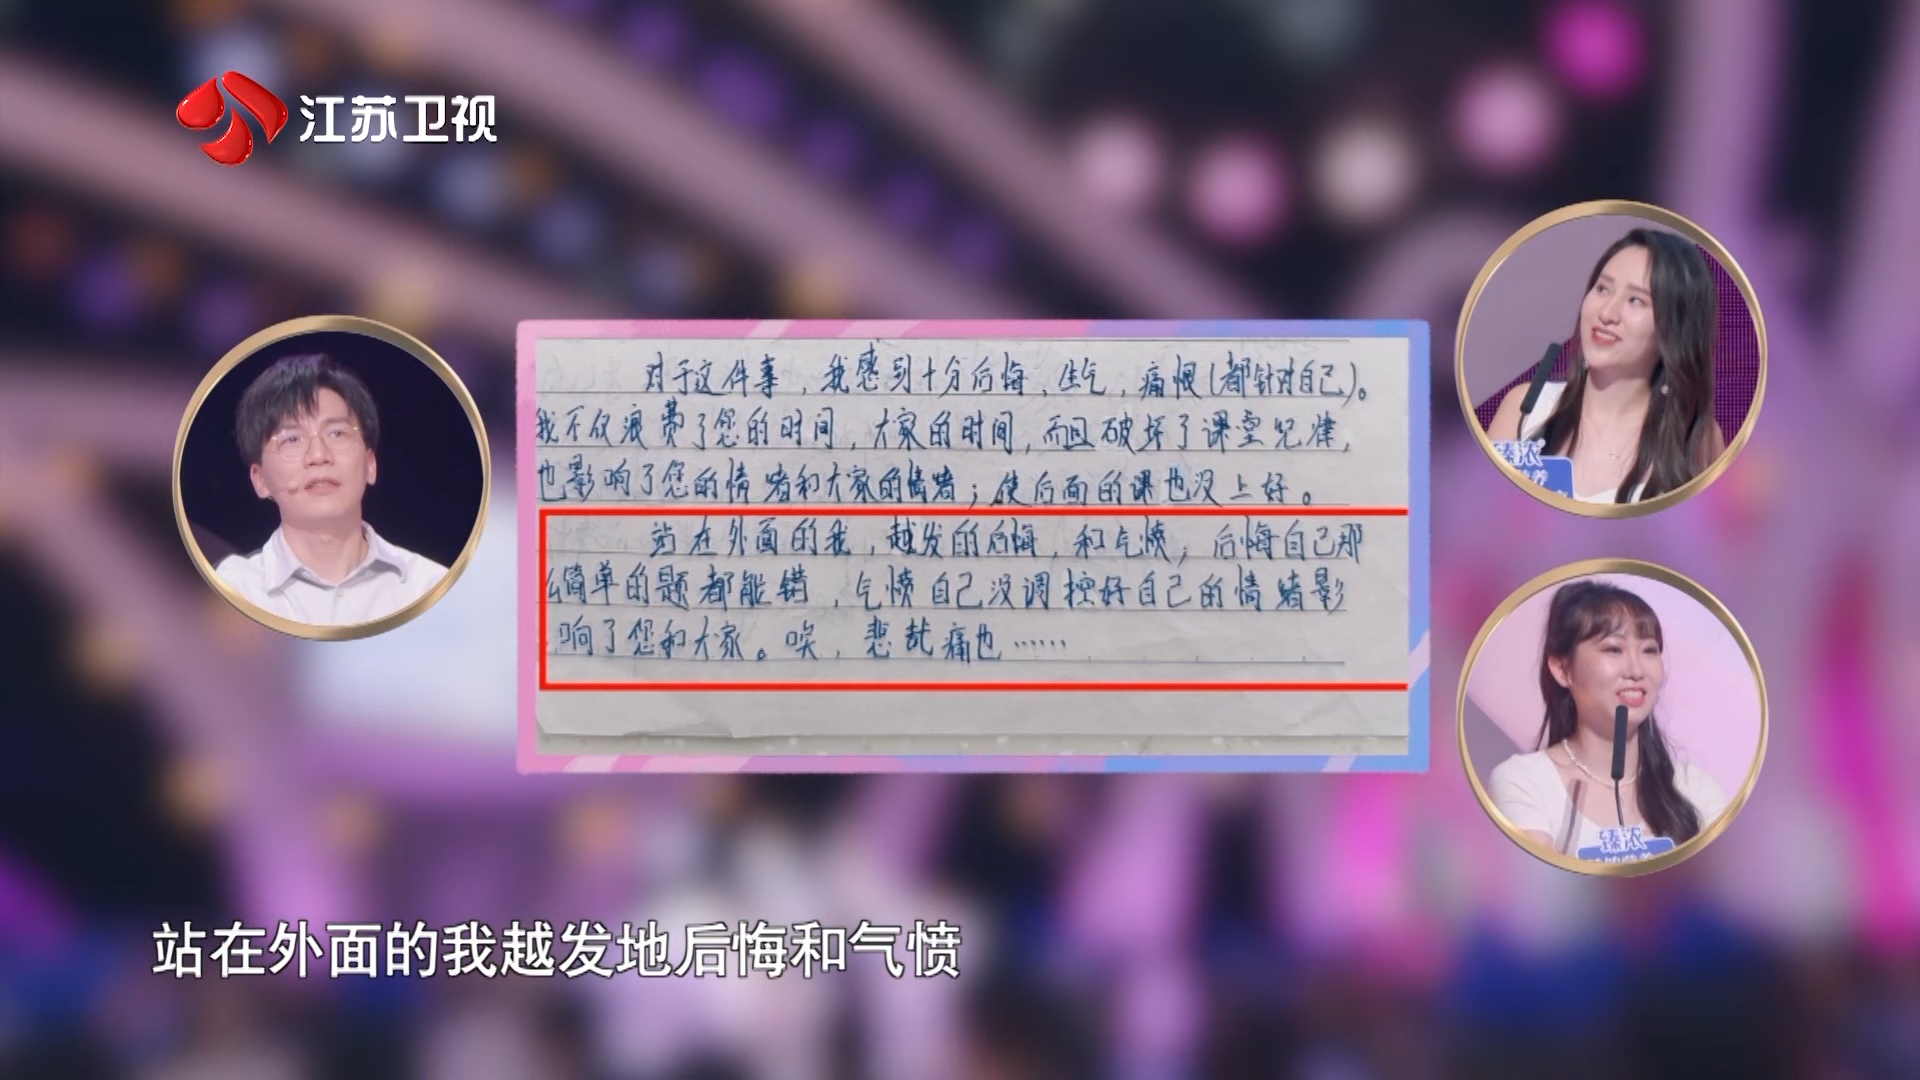 江苏卫视
对于这件事，我感到十分后悔、生气，痛恨(都针对自己)。
我不仅浪费了您的时间，大家的时间，而且破坏了课堂纪律，
也影响了您的情绪和大家的情绪；使后面的课也没上好。
站在外面的我，越发的后悔，和气愤，后悔自己那
么简单的题都能错，气愤自己没调控好自己的情绪影
响了您和大家。唉，悲哉痛也……
臻浓
臻浓
站在外面的我越发地后悔和气愤